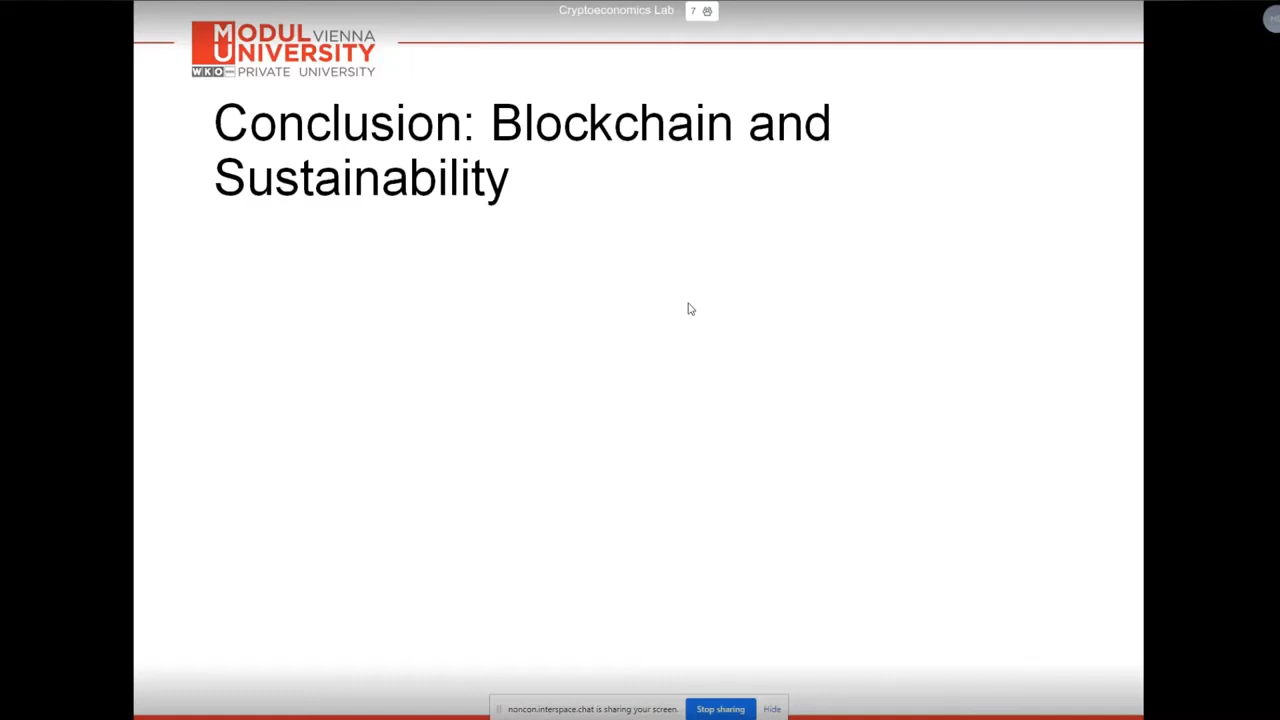 Cryptoeconomics Lab 7
MODUL VIENNA
UNIVERSITY
WKO PRIVATE UNIVERSITY
Conclusion: Blockchain and
Sustainability
noncon.interspace.chat is sharing your screen. Stop sharing Hide